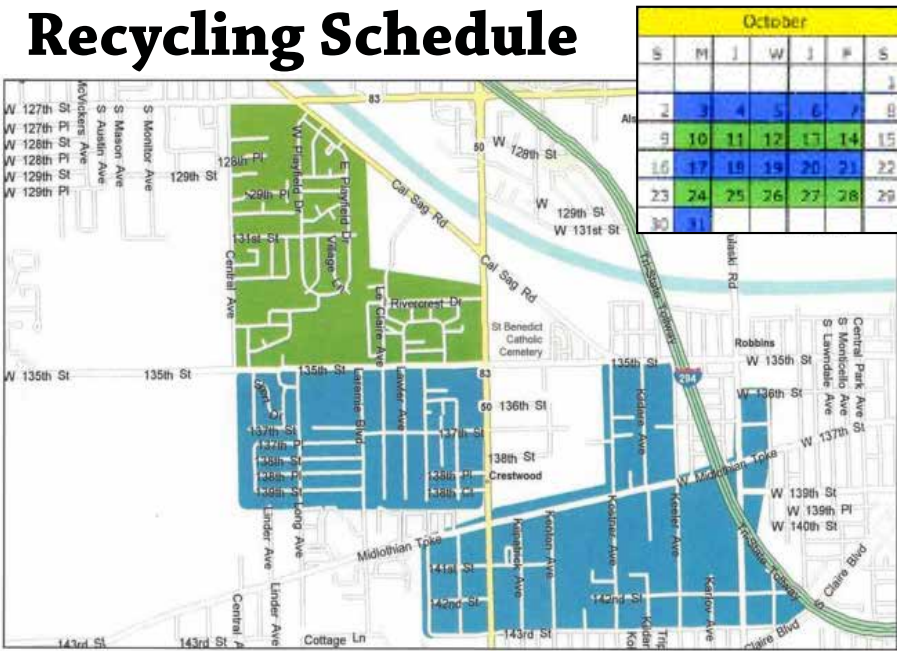 Recycling Schedule
October
S M T W T F S
1
2 3 4 5 6 7 8
9 10 11 12 13 14 15
16 17 18 19 20 21 22
23 24 25 26 27 28 29
30 31
83
W 127th St
W 127th Pl
W 128th St
W 128th Pl
W 129th St
W 129th Pl
McVickers Ave
S Austin Ave
S Mason Ave
S Monitor Ave
129th St
128th Pl
129th Pl
131st St
W Playfield Dr
E Playfield Dr
Village Ln
Central Ave
Cal Sag Rd
50
W 128th St
Als
W
129th St
W 131st St
Cal Sag Rd
Tri-State Tollway
ulaski Rd
Le Claire Ave
Rivercrest Dr
St Benedict
Catholic
Cemetery
Robbins
W 135th St
W 136th St
S Lawndale Ave
S Monticello Ave
Central Park Ave
W 135th St
135th St
135th St
83
135th St
294
Laramie Blvd
Lawler Ave
50
136th St
Kildare Ave
W 137th St
137th St
137th Pl
138th St
138th Pl
139th St
137th St
138th Pl
138th Ct
138th St
Crestwood
W Midlothian Tpke
W 139th St
W 139th Pl
W 140th St
Linder Ave
Long Ave
Midlothian Tpke
Kilpatrick Ave
Kenton Ave
Kostner Ave
Keeler Ave
Tri-State Tollway
S Claire Blvd
141st St
142nd St
142nd St
Karlov Ave
Central A
Linder Ave
143rd St
143rd St
Cottage Ln
143rd St
Kol
Kildar
Trip
Claire Blvd